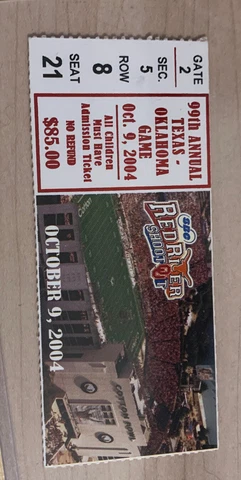 GATE 2
SEC. 5
ROW 8
SEAT 21
99th ANNUAL
TEXAS -
OKLAHOMA
GAME
Oct. 9, 2004
All Children
Must Have
Admission Ticket
$85.00
NO REFUND
SBC
RED RIVER
SHOOTOUT
OCTOBER 9, 2004
COTTON BOWL